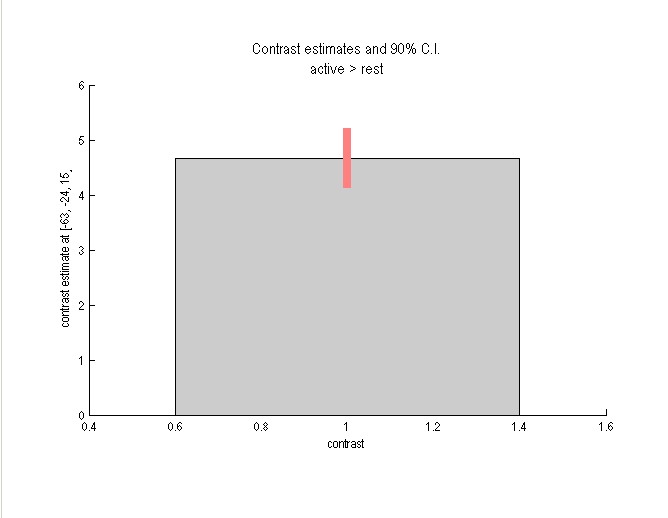 Contrast estimates and 90% C.I.
active > rest
6
5
4
3
2
1
0
contrast estimate at [-63, -24, 15
0.4 0.6 0.8 1 1.2 1.4 1.6
contrast